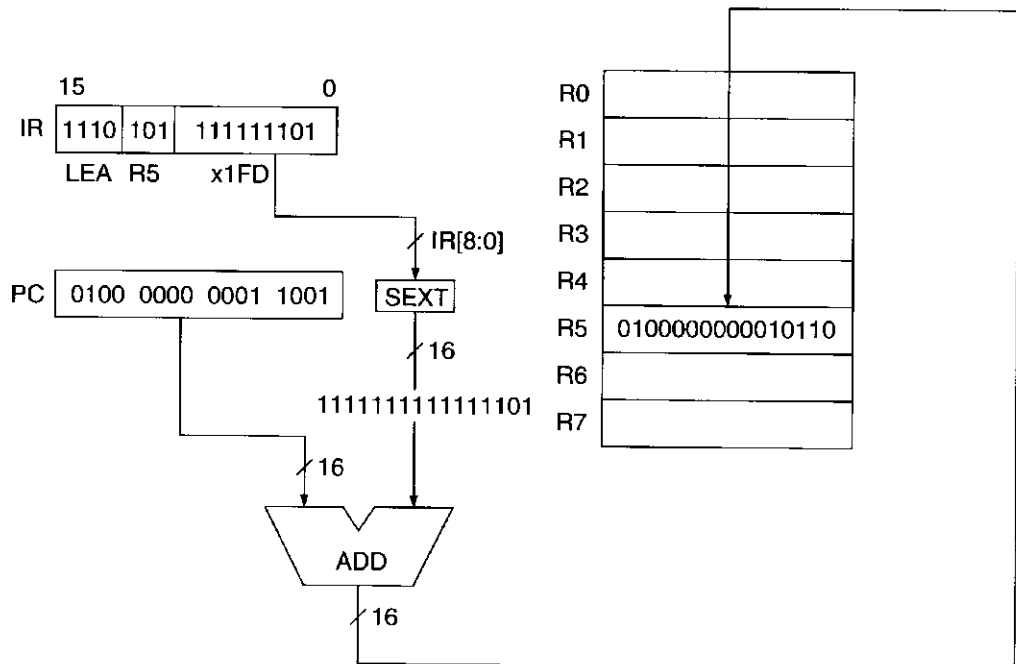 15 0
IR 1110 101 111111101
LEA R5 x1FD
IR[8:0]
PC 0100 0000 0001 1001
SEXT
16
1111111111111101
16
ADD
16
R0
R1
R2
R3
R4
R5 0100000000010110
R6
R7